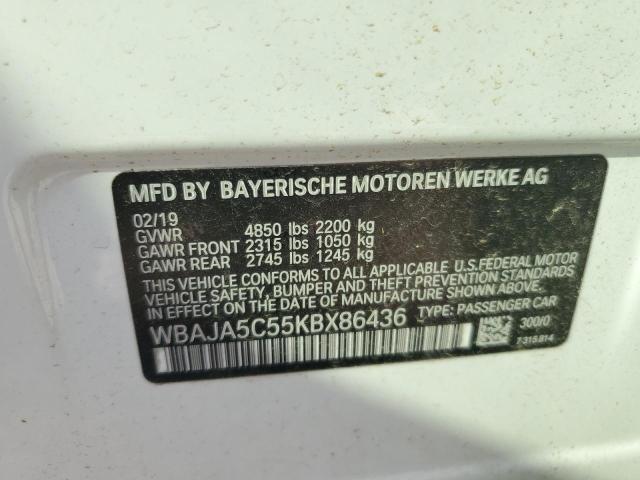 MFD BY BAYERISCHE MOTOREN WERKE AG
02/19
GVWR 4850 lbs 2200 kg
GAWR FRONT 2315 lbs 1050 kg
GAWR REAR 2745 lbs 1245 kg
THIS VEHICLE CONFORMS TO ALL APPLICABLE U.S.FEDERAL MOTOR
VEHICLE SAFETY, BUMPER AND THEFT PREVENTION STANDARDS
IN EFFECT ON THE DATE OF MANUFACTURE SHOWN ABOVE.
WBAJA5C55KBX86436 TYPE: PASSENGER CAR
300/0
7315814